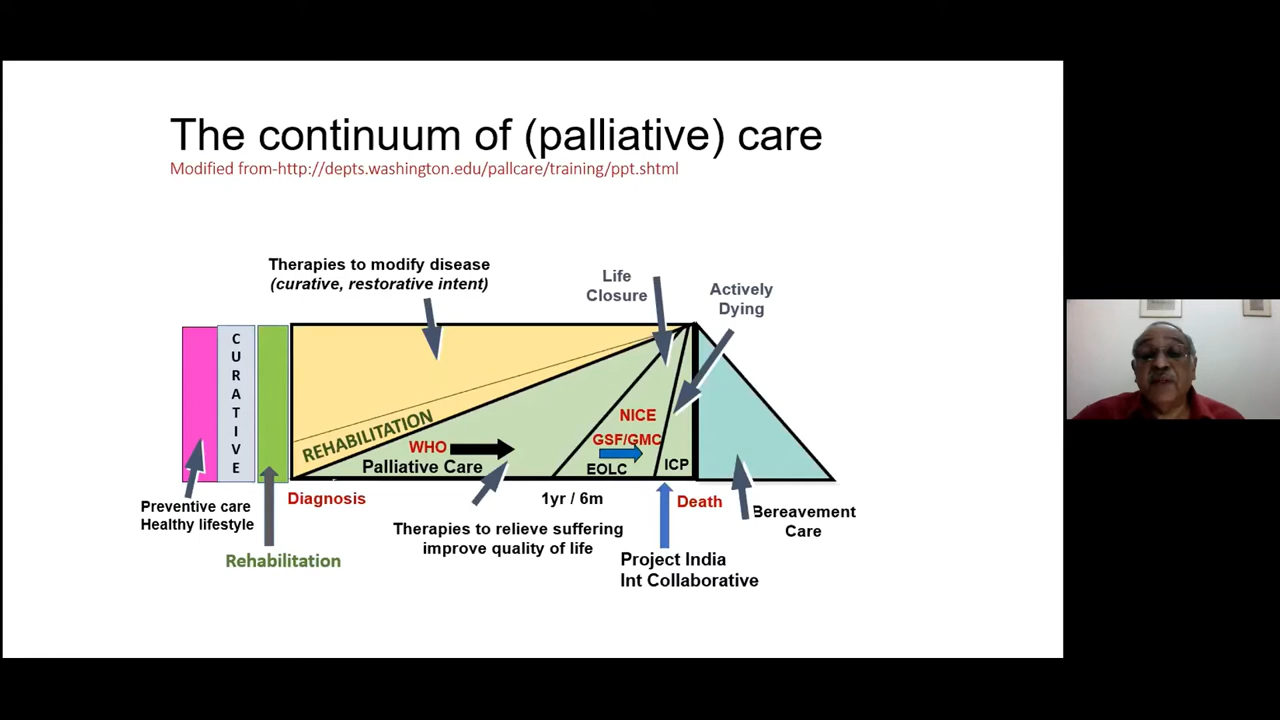 The continuum of (palliative) care
Modified from-http://depts.washington.edu/pallcare/training/ppt.shtml
Therapies to modify disease
(curative, restorative intent)
Life
Closure
Actively
Dying
CURATIVE
REHABILITATION
NICE
GSF/GMC
WHO
Palliative Care
EOLC
ICP
Diagnosis
1yr / 6m
Death
Preventive care
Healthy lifestyle
Therapies to relieve suffering
improve quality of life
Bereavement
Care
Rehabilitation
Project India
Int Collaborative